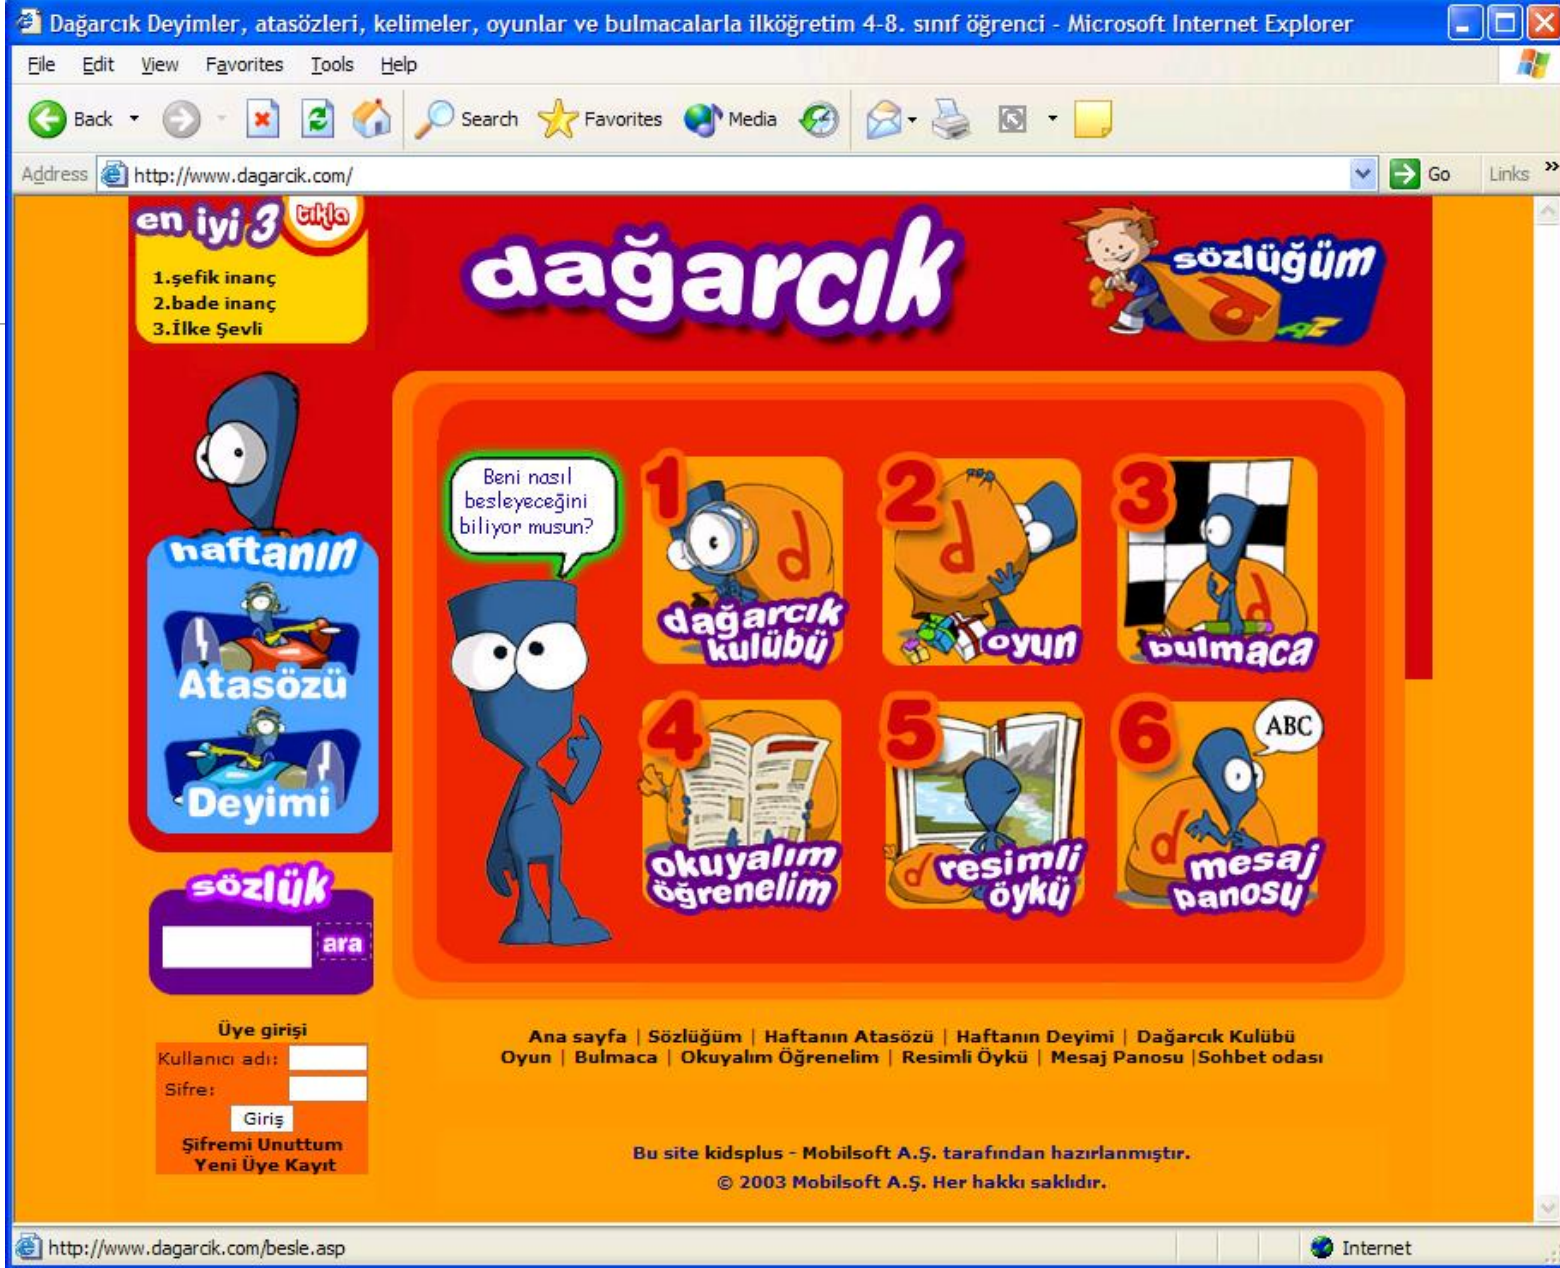 Dağarcık Deyimler, atasözleri, kelimeler, oyunlar ve bulmacalarla ilköğretim 4-8. sınıf öğrenci - Microsoft Internet Explorer
File Edit View Favorites Tools Help
Back Search Favorites Media
Address http://www.dagarcik.com/ Go Links »
en iyi 3 tıkla
1.şefik inanç
2.bade inanç
3.İlke Şevli
dağarcık
sözlüğüm
d
AZ
haftanın
Atasözü
Deyimi
Beni nasıl
besleyeceğini
biliyor musun?
1
d
dağarcık
kulübü
2
d
oyun
3
d
bulmaca
4
okuyalım
öğrenelim
5
d
resimli
öykü
6
ABC
d
mesaj
panosu
sözlük
ara
Üye girişi
Kullanıcı adı:
Sifre:
Giriş
Şifremi Unuttum
Yeni Üye Kayıt
Ana sayfa | Sözlüğüm | Haftanın Atasözü | Haftanın Deyimi | Dağarcık Kulübü
Oyun | Bulmaca | Okuyalım Öğrenelim | Resimli Öykü | Mesaj Panosu |Sohbet odası
Bu site kidsplus - Mobilsoft A.Ş. tarafından hazırlanmıştır.
© 2003 Mobilsoft A.Ş. Her hakkı saklıdır.
http://www.dagarcik.com/besle.asp Internet